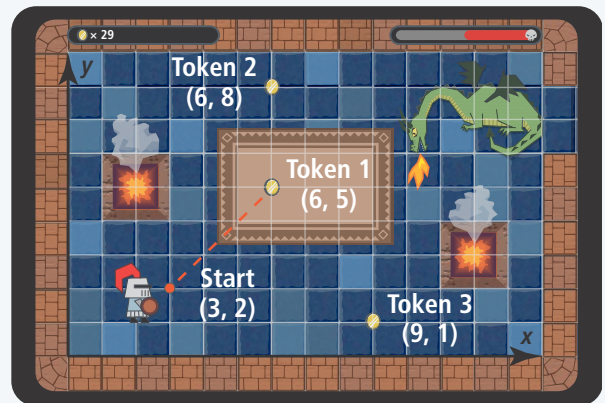 × 29
y
Token 2
(6, 8)
Token 1
(6, 5)
Start
(3, 2)
Token 3
(9, 1)
x